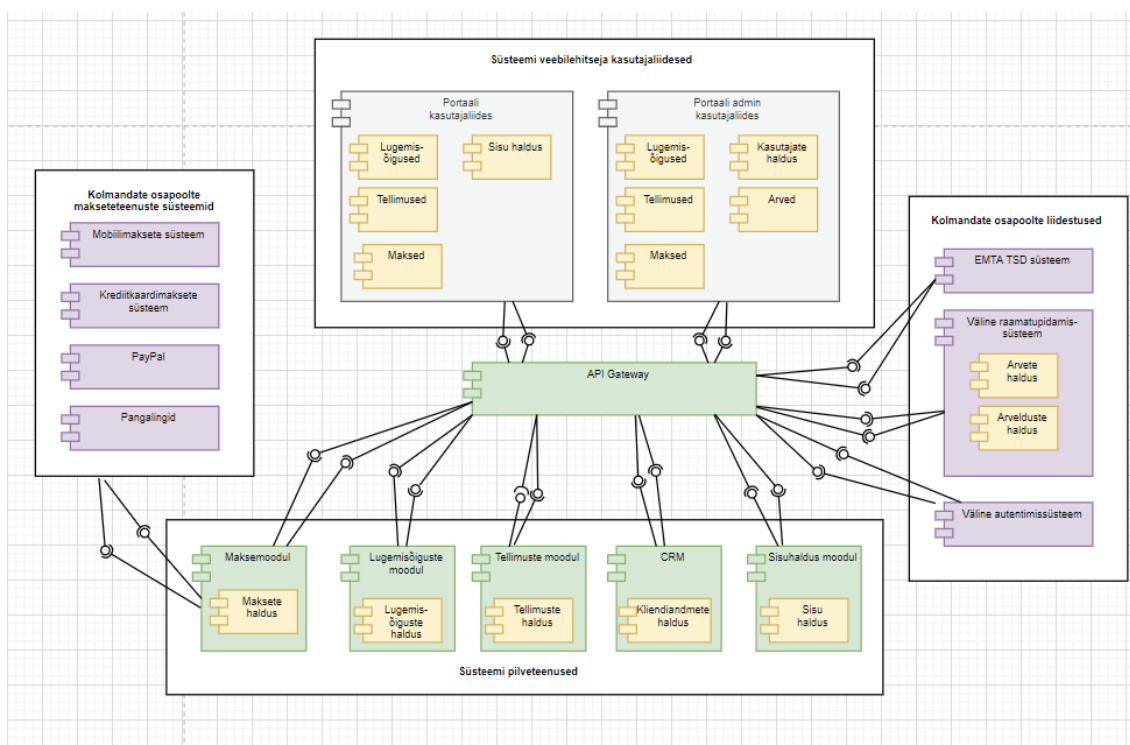 Süsteemi veebilehitseja kasutajaliidesed
Portaali
kasutajaliides
Lugemis-
õigused
Sisu haldus
Tellimused
Maksed
Portaali admin
kasutajaliides
Lugemis-
õigused
Kasutajate
haldus
Tellimused
Arved
Maksed
Kolmandate osapoolte
makseteteenuste süsteemid
Mobiilimaksete süsteem
Krediitkaardimaksete
süsteem
PayPal
Pangalingid
Kolmandate osapoolte liidestused
EMTA TSD süsteem
Väline raamatupidamis-
süsteem
Arvete
haldus
Arvelduste
haldus
Väline autentimissüsteem
API Gateway
Maksemoodul
Maksete
haldus
Lugemisõiguste
moodul
Lugemis-
õiguste
haldus
Tellimuste moodul
Tellimuste
haldus
CRM
Kliendiandmete
haldus
Sisuhaldus moodul
Sisu
haldus
Süsteemi pilveteenused